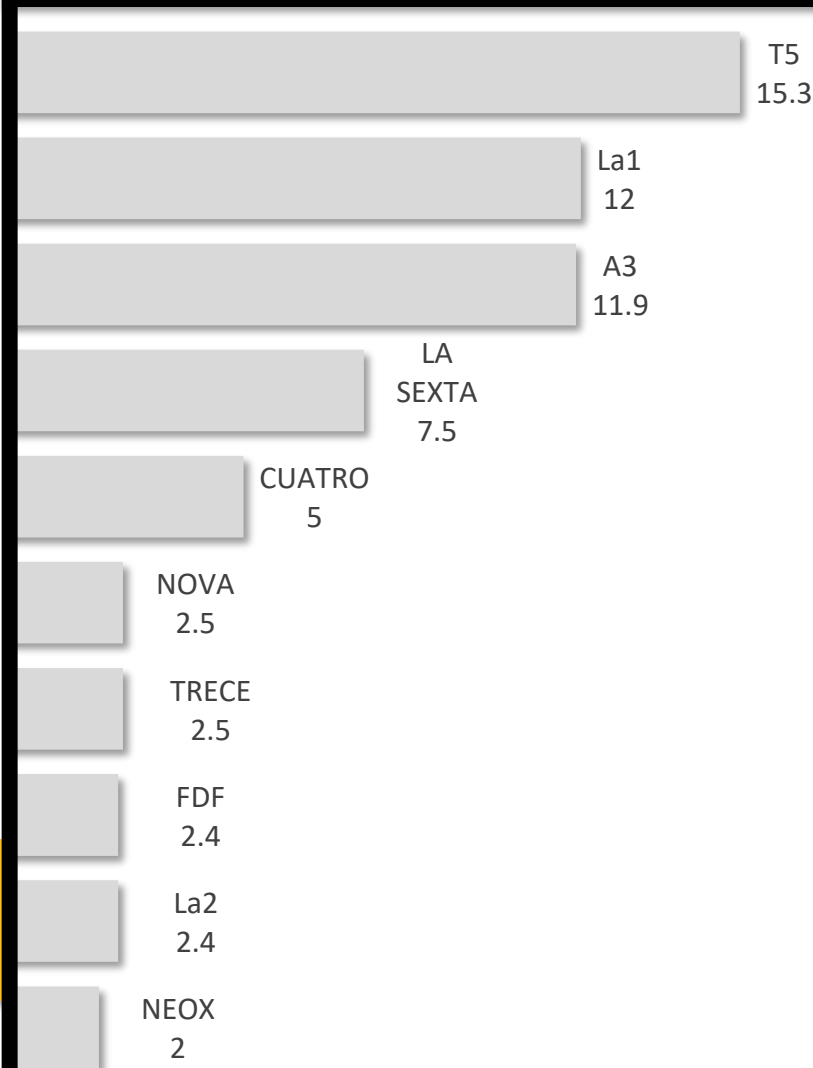 T5
15.3
La1
12
A3
11.9
LA
SEXTA
7.5
CUATRO
5
NOVA
2.5
TRECE
2.5
FDF
2.4
La2
2.4
NEOX
2